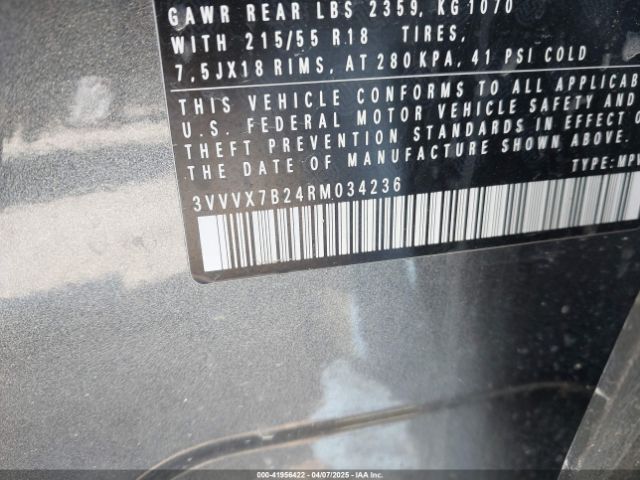 GAWR REAR LBS 2359, KG 1070
WITH 215/55 R18 TIRES,
7,5JX18 RIMS, AT 280 KPA, 41 PSI COLD
THIS VEHICLE CONFORMS TO ALL APPLICAB
U.S. FEDERAL MOTOR VEHICLE SAFETY AND
THEFT PREVENTION STANDARDS IN EFFECT O
THE DATE OF MANUFACTURE SHOWN ABOVE.
TYPE:MP
3VVVX7B24RM034236
000-41956422 - 04/07/2025 - IAA Inc.